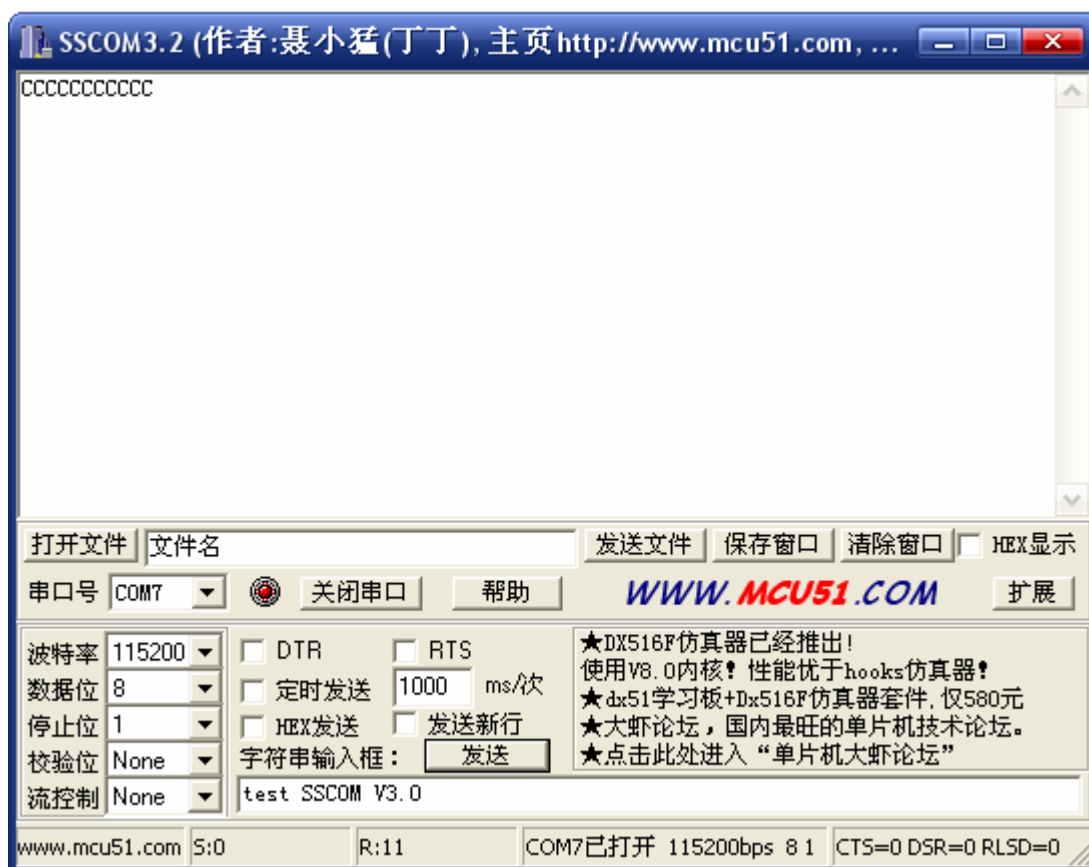 SSCOM3.2 (作者:聂小猛(丁丁), 主页http://www.mcu51.com, ...
CCCCCCCCCCC
打开文件 文件名 发送文件 保存窗口 清除窗口 HEX显示
串口号 COM7 关闭串口 帮助 WWW.MCU51.COM 扩展
波特率 115200 DTR RTS
数据位 8 定时发送 1000 ms/次
停止位 1 HEX发送 发送新行
校验位 None 字符串输入框: 发送
流控制 None test SSCOM V3.0
★DX516F仿真器已经推出!
使用V8.0内核! 性能优于hooks仿真器!
★dx51学习板+Dx516F仿真器套件,仅580元
★大虾论坛,国内最旺的单片机技术论坛。
★点击此处进入“单片机大虾论坛”
www.mcu51.com S:0 R:11 COM7已打开 115200bps 8 1 CTS=0 DSR=0 RLSD=0